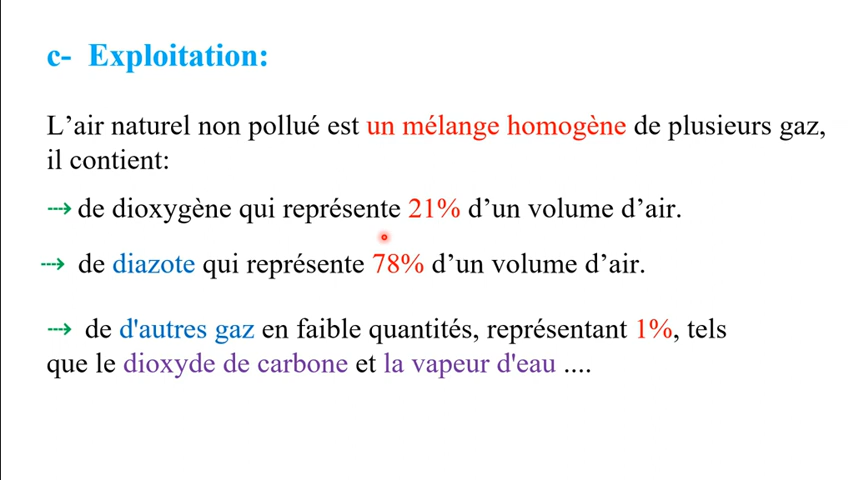 c- Exploitation:
L’air naturel non pollué est un mélange homogène de plusieurs gaz,
il contient:
⤏ de dioxygène qui représente 21% d’un volume d’air.
⤏ de diazote qui représente 78% d’un volume d’air.
⤏ de d'autres gaz en faible quantités, représentant 1%, tels
que le dioxyde de carbone et la vapeur d'eau ....